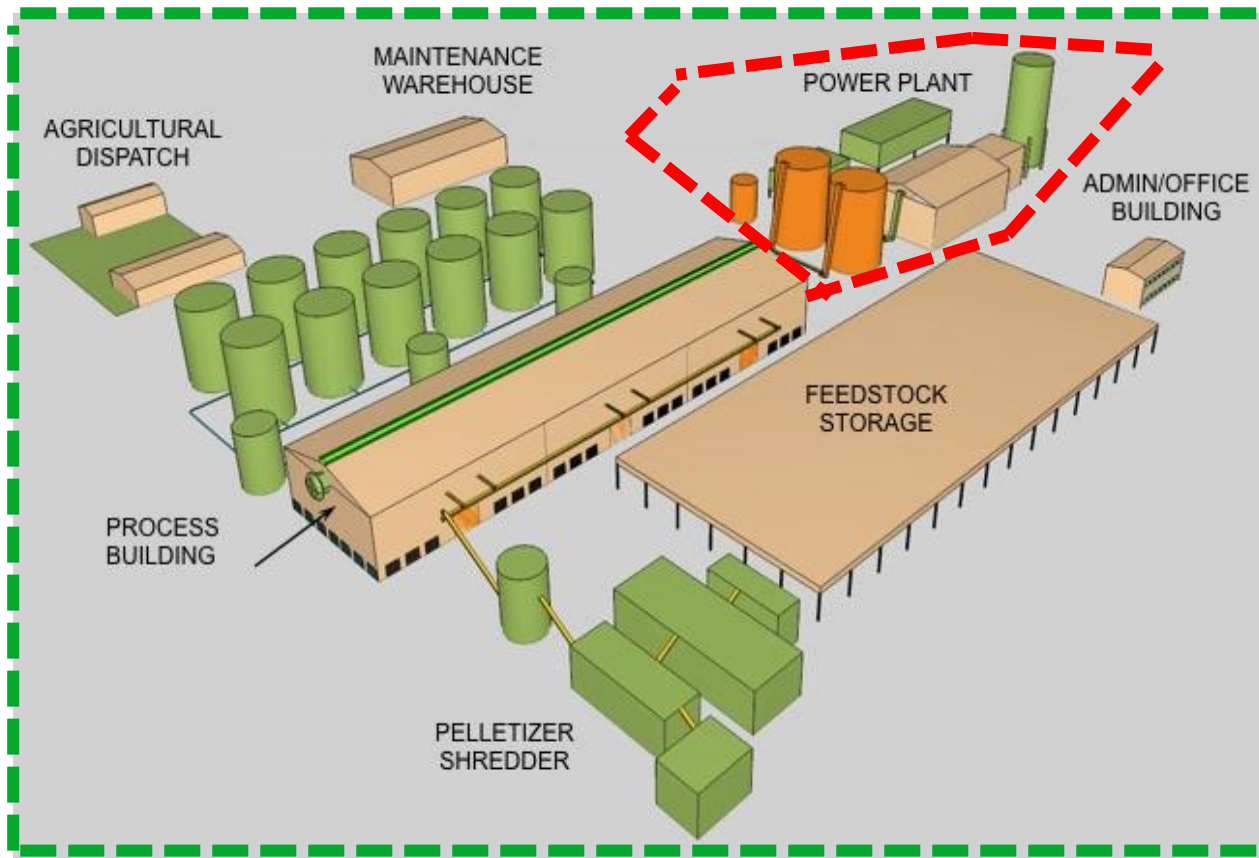 MAINTENANCE
WAREHOUSE
POWER PLANT
AGRICULTURAL
DISPATCH
ADMIN/OFFICE
BUILDING
FEEDSTOCK
STORAGE
PROCESS
BUILDING
PELLETIZER
SHREDDER